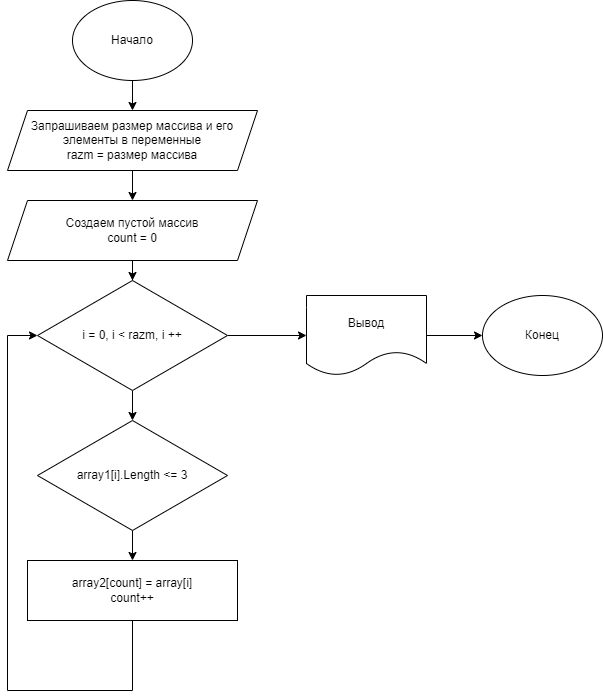 Начало
Запрашиваем размер массива и его
элементы в переменные
razm = размер массива
Создаем пустой массив
count = 0
i = 0, i < razm, i ++
Вывод
Конец
array1[i].Length <= 3
array2[count] = array[i]
count++